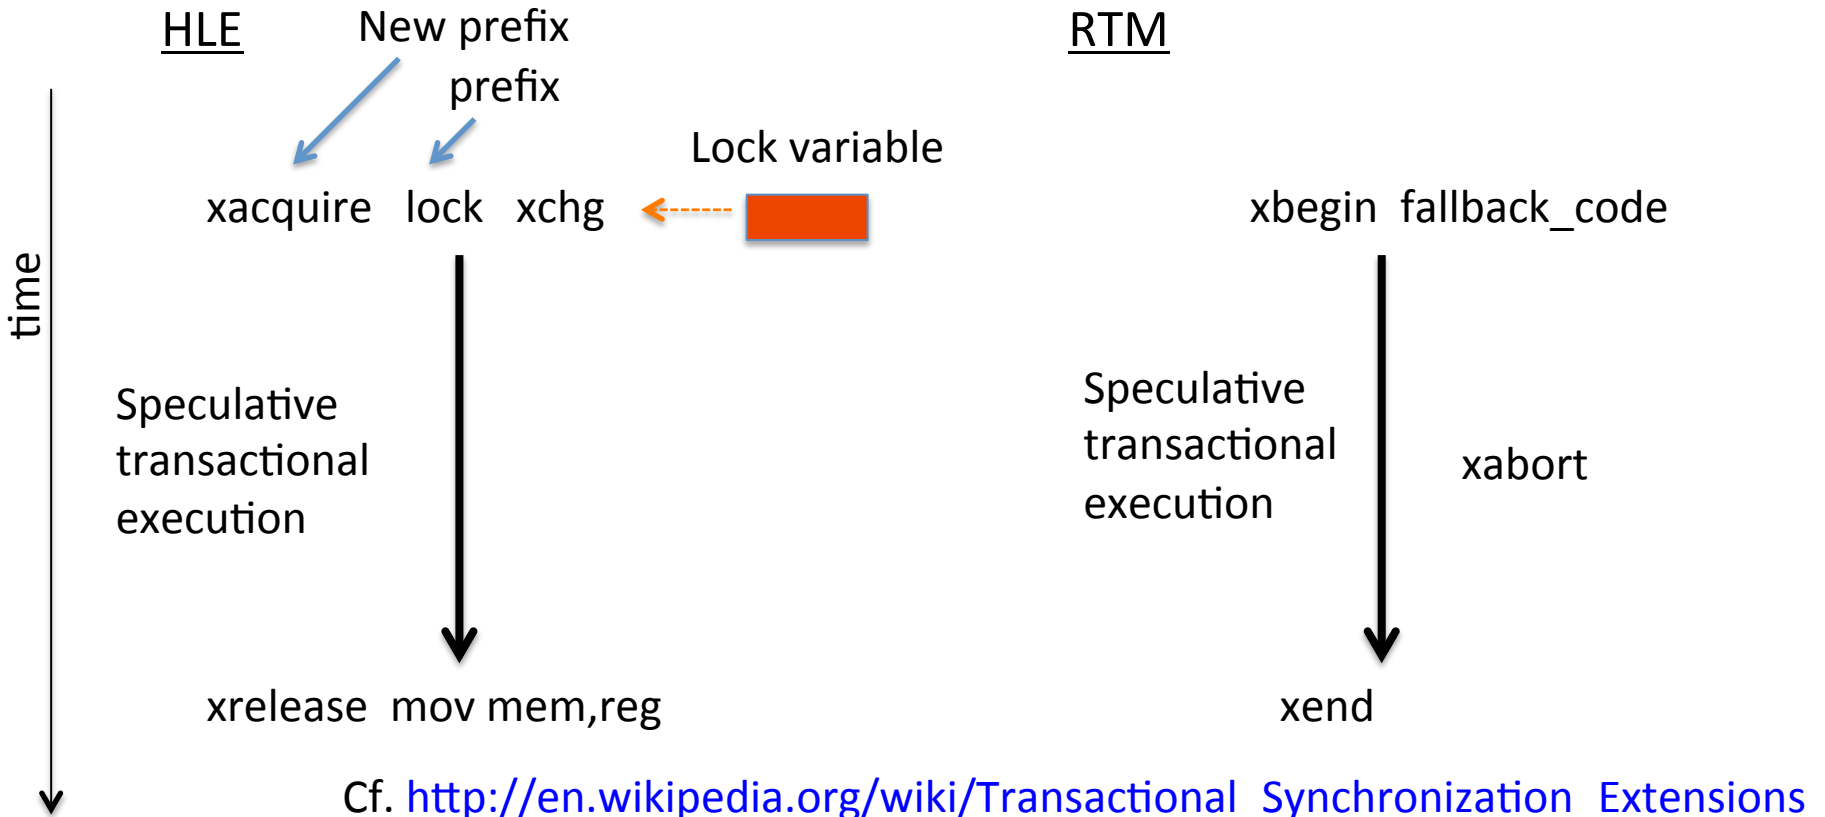 HLE
New prefix
prefix
Lock variable
xacquire lock xchg
time
Speculative
transactional
execution
xrelease mov mem,reg
RTM
xbegin fallback_code
Speculative
transactional
execution
xabort
xend
Cf. http://en.wikipedia.org/wiki/Transactional_Synchronization_Extensions